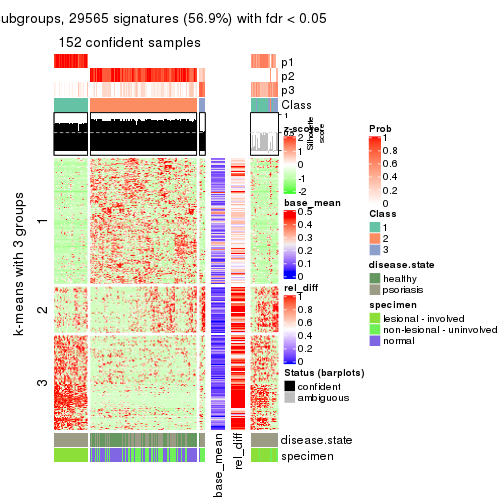 ubgroups, 29565 signatures (56.9%) with fdr < 0.05
152 confident samples
p1
p2
p3
Class
1
0.5
Silhouette
score
k-means with 3 groups
1
2
3
z-score
2
1
0
-1
-2
base_mean
0.5
0.4
0.3
0.2
0.1
0
rel_diff
1
0.8
0.6
0.4
0.2
0
Status (barplots)
confident
ambiguous
Prob
1
0.8
0.6
0.4
0.2
0
Class
1
2
3
disease.state
healthy
psoriasis
specimen
lesional - involved
non-lesional - uninvolved
normal
disease.state
specimen
base_mean
rel_diff